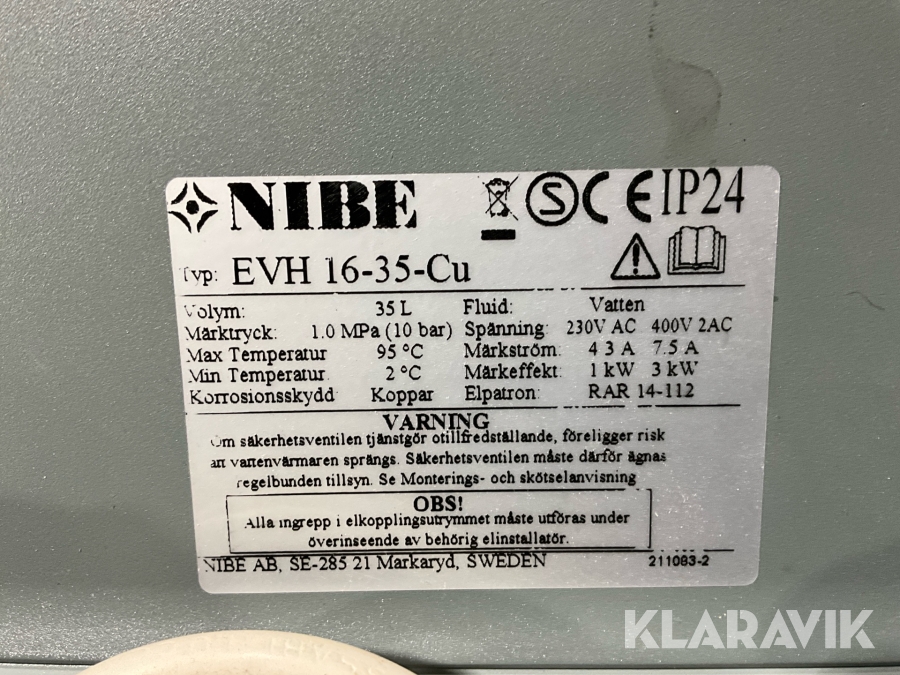 NIBE S CE IP24
Typ: EVH 16-35-Cu
Volym: 35 L Fluid: Vatten
Märktryck: 1.0 MPa (10 bar) Spänning: 230V AC 400V 2AC
Max Temperatur 95 °C Märkström: 4 3 A 7.5 A
Min Temperatur 2 °C Märkeffekt: 1 kW 3 kW
Korrosionsskydd Koppar Elpatron: RAR 14-112
VARNING
Om säkerhetsventilen tjänstgör otillfredställande, föreligger risk
att vattenvärmaren sprängs. Säkerhetsventilen måste därför ägnas
regelbunden tillsyn. Se Monterings- och skötselanvisning
OBS!
Alla ingrepp i elkopplingsutrymmet måste utföras under
överinseende av behörig elinstallatör.
NIBE AB, SE-285 21 Markaryd, SWEDEN 211083-2
KLARAVIK